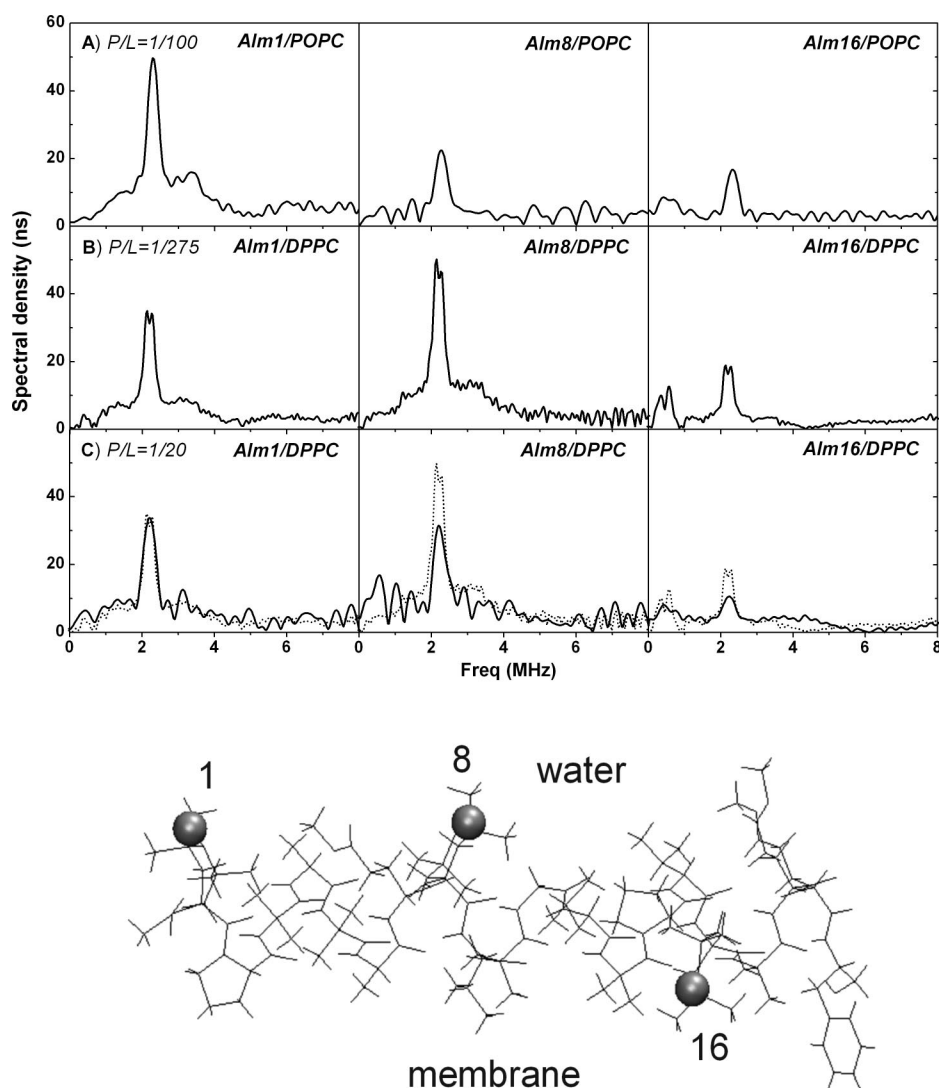 60
A) P/L=1/100 Alm1/POPC Alm8/POPC Alm16/POPC
40
20
0
B) P/L=1/275 Alm1/DPPC Alm8/DPPC Alm16/DPPC
40
20
0
C) P/L=1/20 Alm1/DPPC Alm8/DPPC Alm16/DPPC
40
20
0
0 2 4 6 0 2 4 6 0 2 4 6 8
Spectral density (ns)
Freq (MHz)
1 8 water
16
membrane